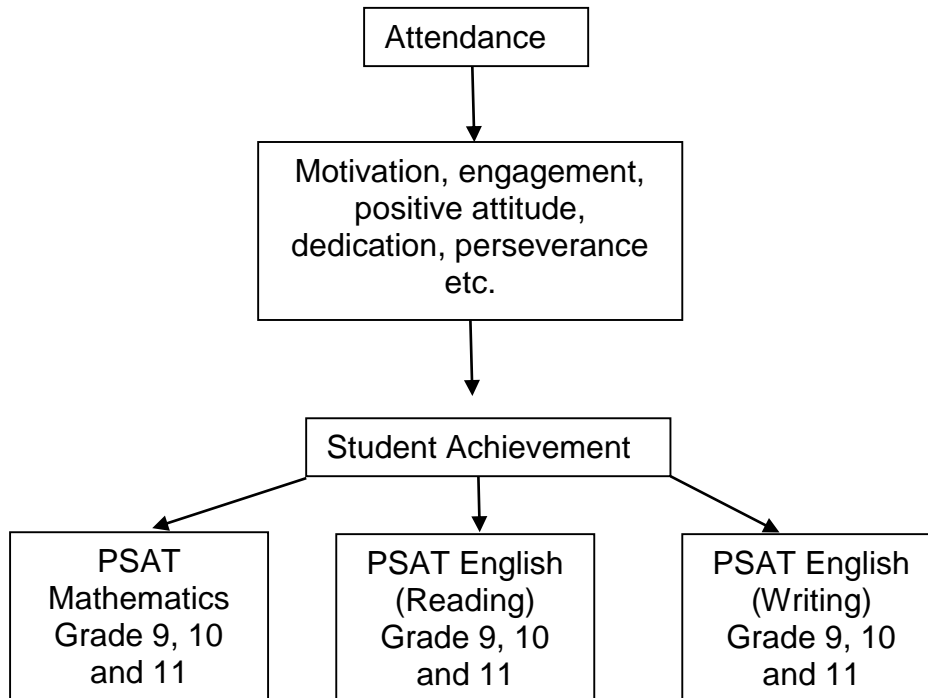 Attendance
Motivation, engagement,
positive attitude,
dedication, perseverance
etc.
Student Achievement
PSAT
Mathematics
Grade 9, 10
and 11
PSAT English
(Reading)
Grade 9, 10
and 11
PSAT English
(Writing)
Grade 9, 10
and 11